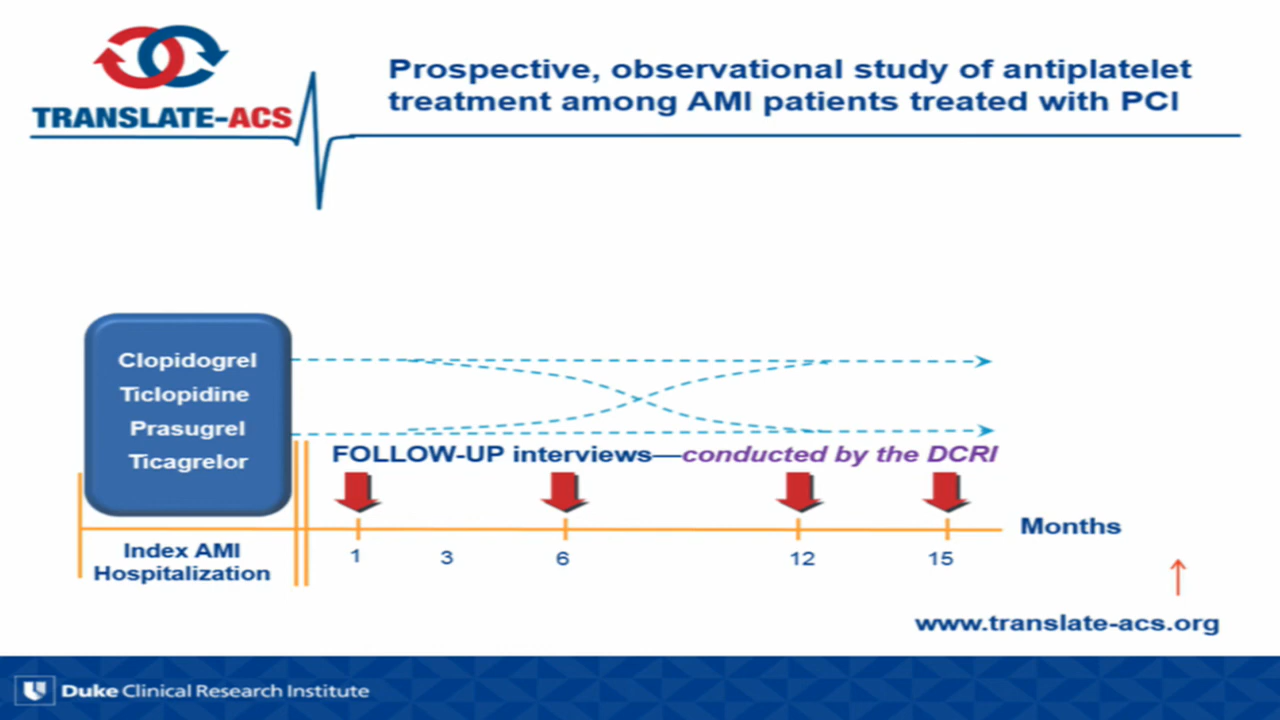 TRANSLATE-ACS
Prospective, observational study of antiplatelet
treatment among AMI patients treated with PCI
Clopidogrel
Ticlopidine
Prasugrel
Ticagrelor
FOLLOW-UP interviews—conducted by the DCRI
Months
1 3 6 12 15
Index AMI
Hospitalization
www.translate-acs.org
Duke Clinical Research Institute